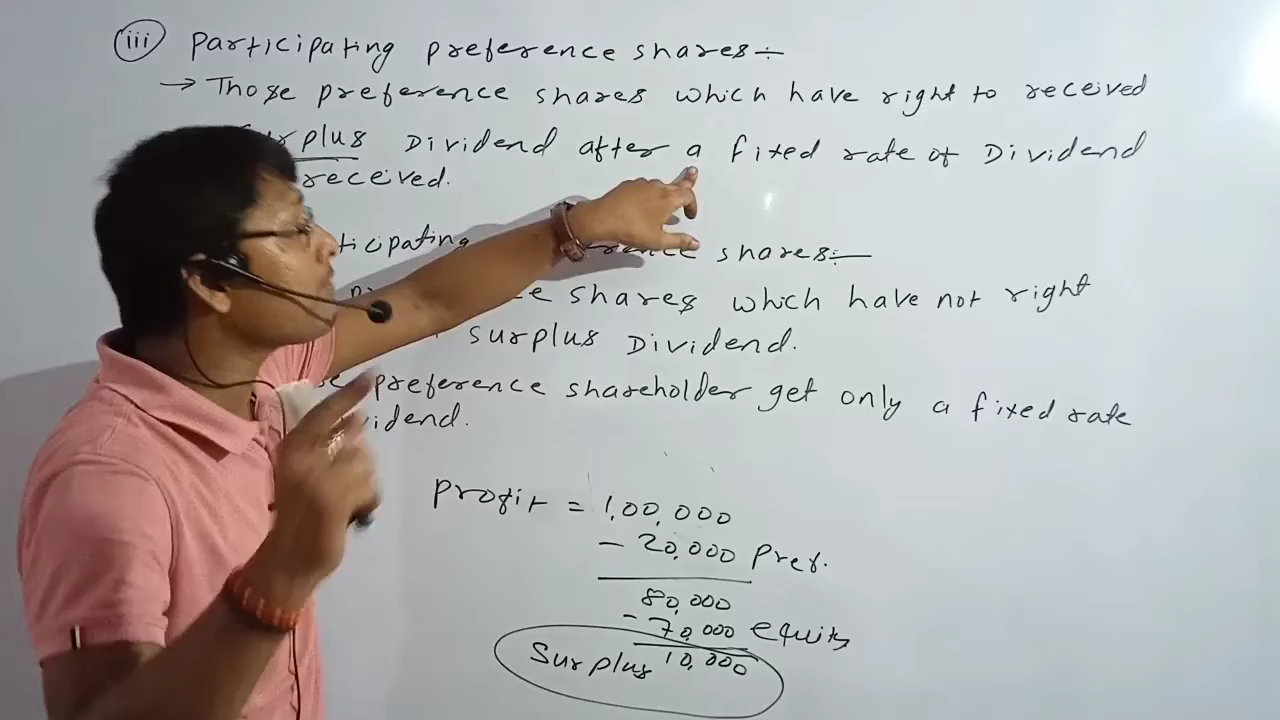 iii Participating preference shares:-
→ Those preference shares which have right to received
surplus Dividend after a fixed rate of Dividend
received.
ticipating shares:-
ce shares which have not right
surplus Dividend.
preference shareholder get only a fixed rate
vidend.
Profit = 1,00,000
- 20,000 Pref.
80,000
- 70,000 equity
Surplus 10,000